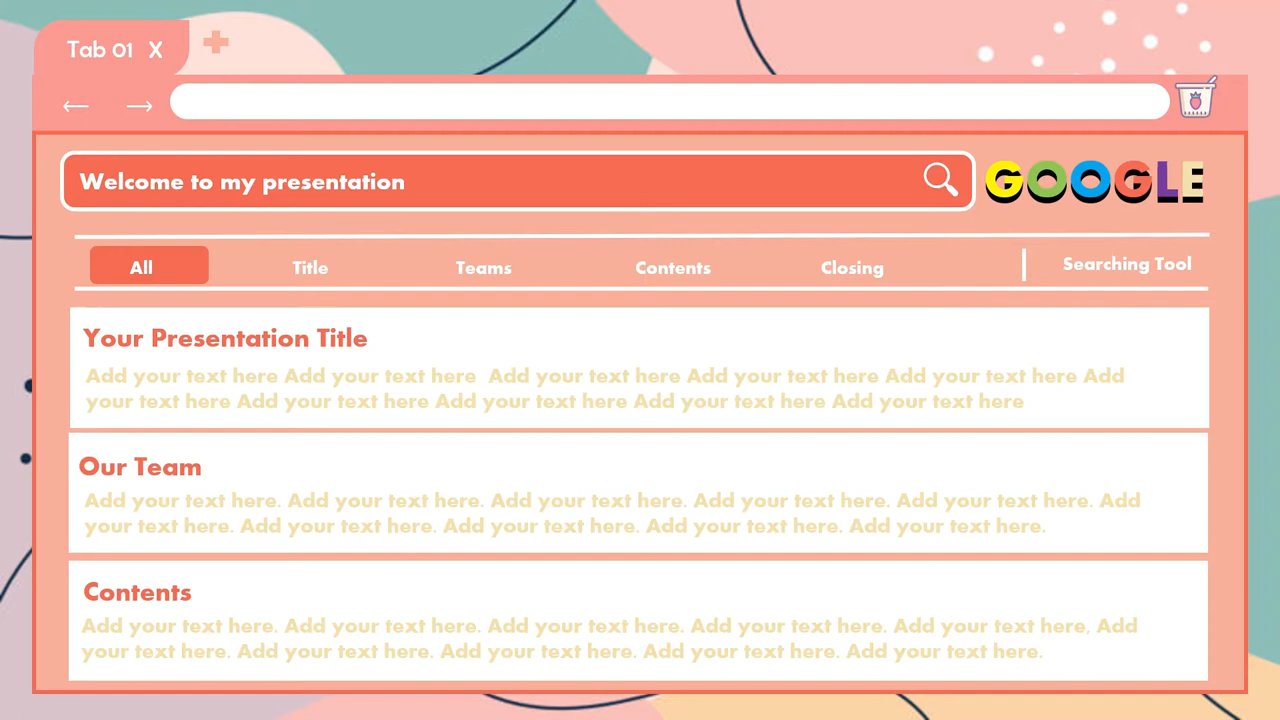 Tab 01 X
Welcome to my presentation
GOOGLE
All Title Teams Contents Closing Searching Tool
Your Presentation Title
Add your text here Add your text here  Add your text here Add your text here Add your text here Add
your text here Add your text here Add your text here Add your text here Add your text here
Our Team
Add your text here. Add your text here. Add your text here. Add your text here. Add your text here. Add
your text here. Add your text here. Add your text here. Add your text here. Add your text here.
Contents
Add your text here. Add your text here. Add your text here. Add your text here. Add your text here, Add
your text here. Add your text here. Add your text here. Add your text here. Add your text here.